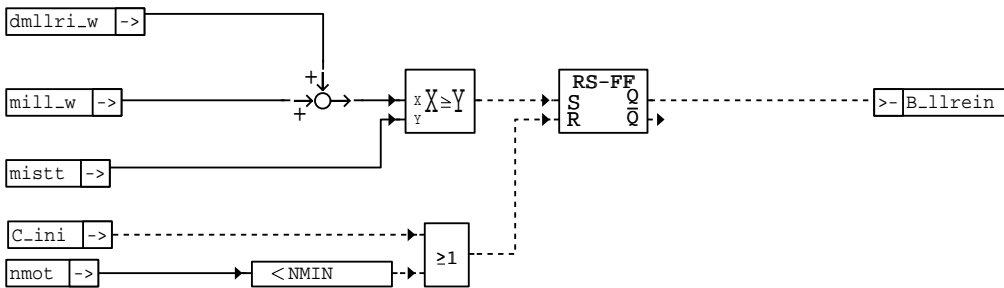 dmllri_w ->
+
mill_w ->
+
X
Y
X≥Y
RS-FF
S Q
R Q̅
>- B_llrein
mistt ->
C_ini ->
≥1
nmot ->
<NMIN